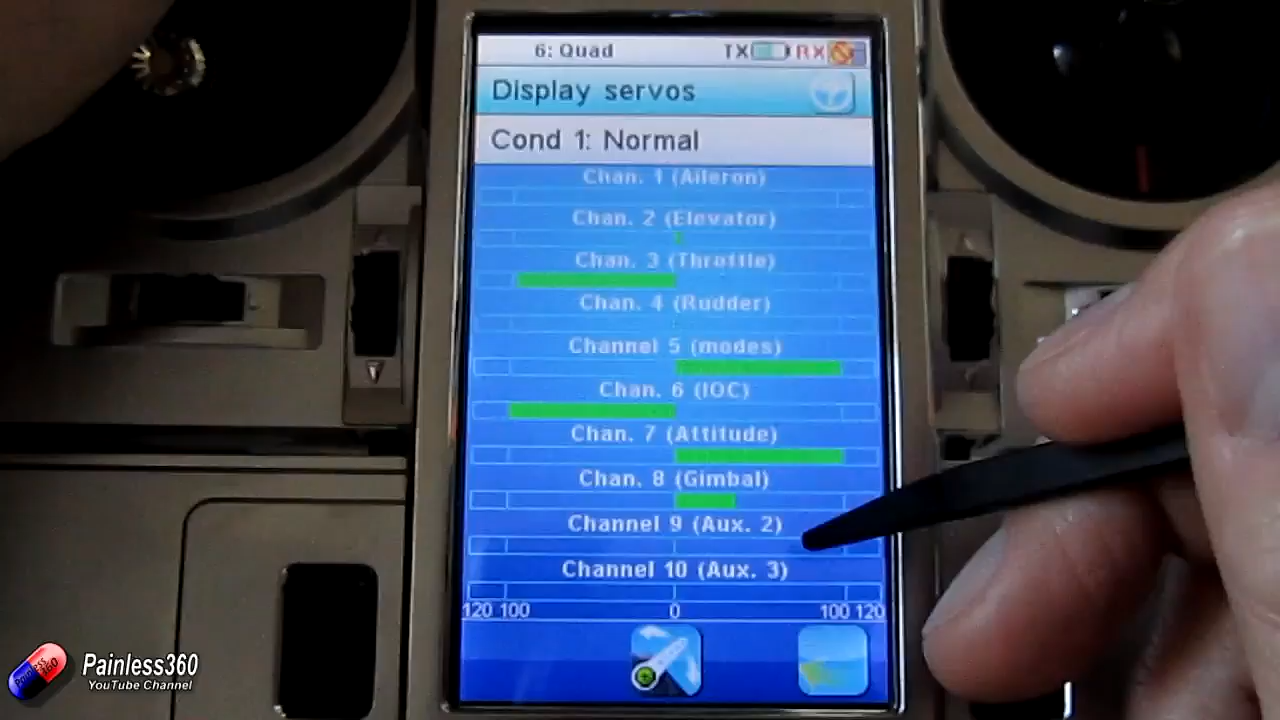 6: Quad TX RX
Display servos
Cond 1: Normal
Chan. 1 (Aileron)
Chan. 2 (Elevator)
Chan. 3 (Throttle)
Chan. 4 (Rudder)
Channel 5 (modes)
Chan. 6 (IOC)
Chan. 7 (Attitude)
Chan. 8 (Gimbal)
Channel 9 (Aux. 2)
Channel 10 (Aux. 3)
120 100 0 100 120
Painless360
Painless360
YouTube Channel